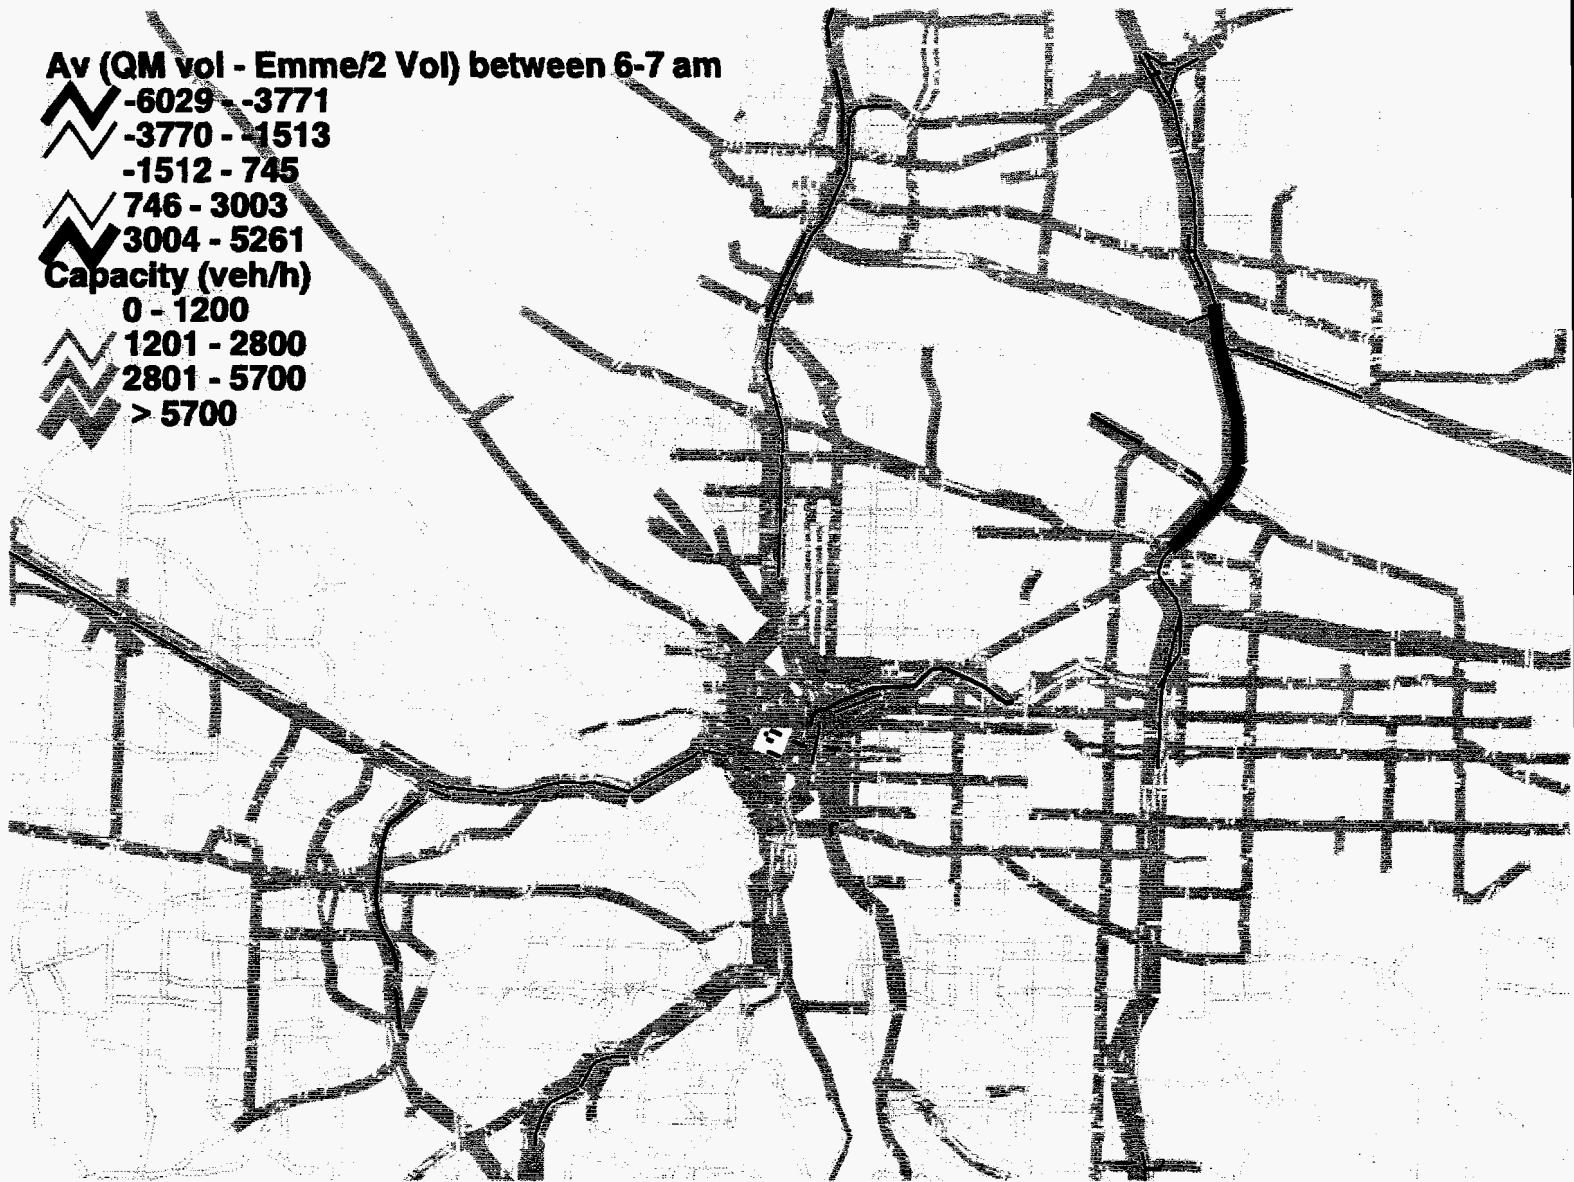 Av (QM vol - Emme/2 Vol) between 6-7 am
-6029 - -3771
-3770 - -1513
-1512 - 745
746 - 3003
3004 - 5261
Capacity (veh/h)
0 - 1200
1201 - 2800
2801 - 5700
> 5700